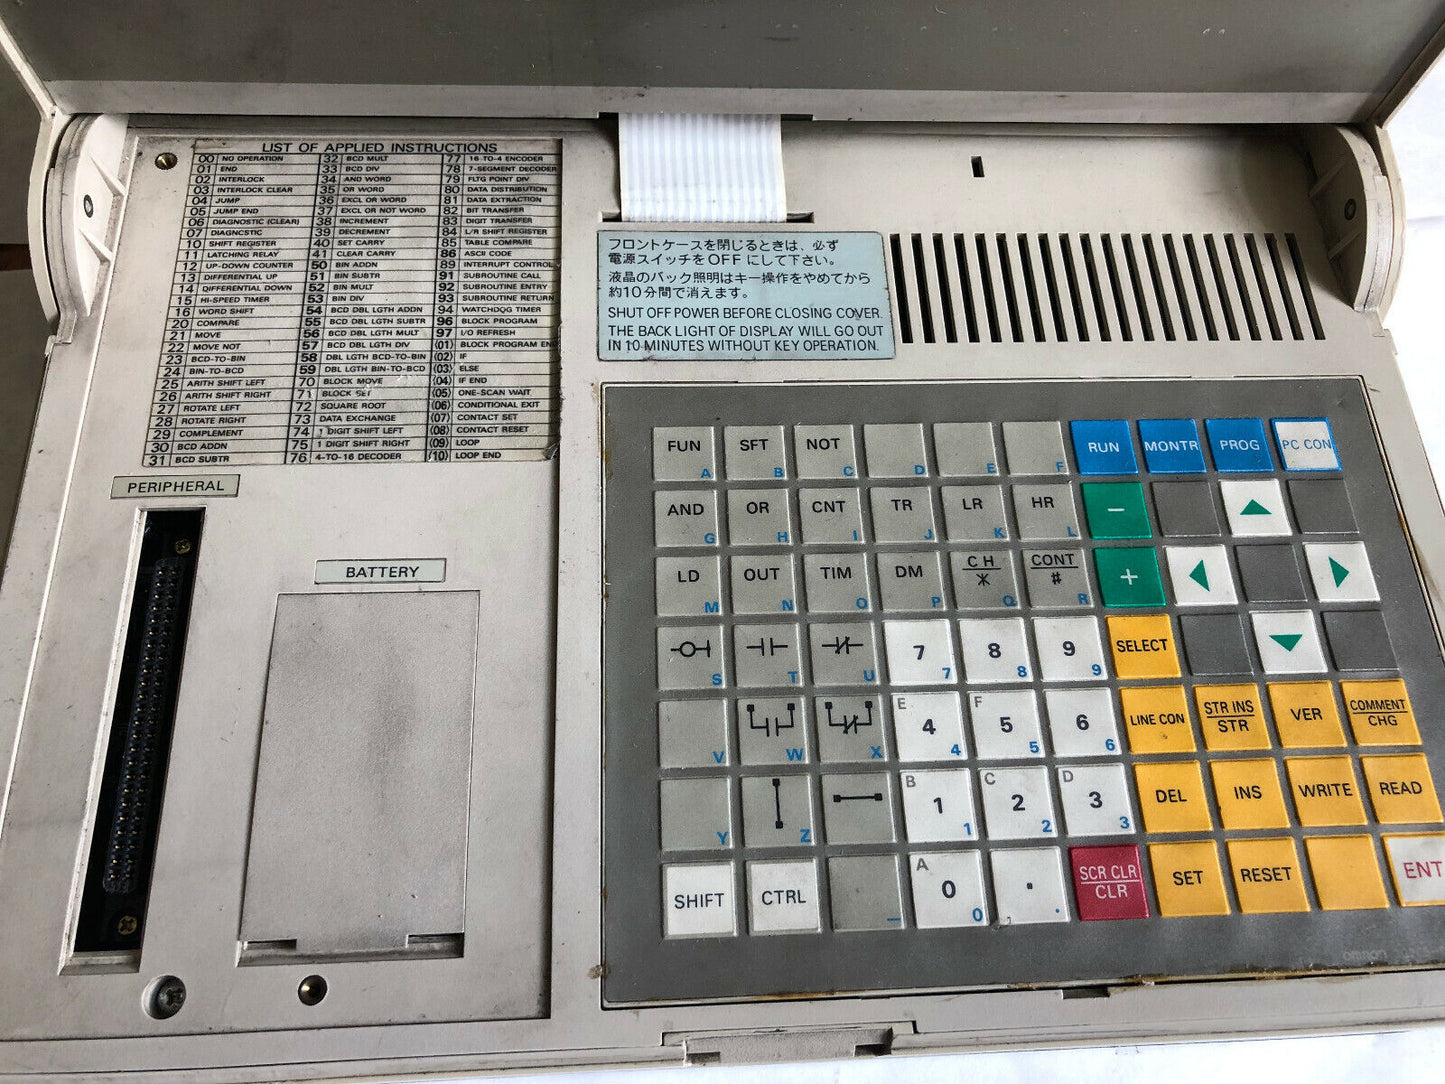 LIST OF APPLIED INSTRUCTIONS
00 NO OPERATION 32 BCD MULT 77 16-TO-4 ENCODER
01 END 33 BCD DIV 78 7-SEGMENT DECODER
02 INTERLOCK 34 AND WORD 79 FLTG POINT DIV
03 INTERLOCK CLEAR 35 OR WORD 80 DATA DISTRIBUTION
04 JUMP 36 EXCL OR WORD 81 DATA EXTRACTION
05 JUMP END 37 EXCL OR NOT WORD 82 BIT TRANSFER
06 DIAGNOSTIC (CLEAR) 38 INCREMENT 83 DIGIT TRANSFER
07 DIAGNOSTIC 39 DECREMENT 84 L/R SHIFT REGISTER
10 SHIFT REGISTER 40 SET CARRY 85 TABLE COMPARE
11 LATCHING RELAY 41 CLEAR CARRY 86 ASCII CODE
12 UP-DOWN COUNTER 50 BIN ADDN 89 INTERRUPT CONTROL
13 DIFFERENTIAL UP 51 BIN SUBTR 91 SUBROUTINE CALL
14 DIFFERENTIAL DOWN 52 BIN MULT 92 SUBROUTINE ENTRY
15 HI-SPEED TIMER 53 BIN DIV 93 SUBROUTINE RETURN
16 WORD SHIFT 54 BCD DBL LGTH ADDN 94 WATCHDOG TIMER
20 COMPARE 55 BCD DBL LGTH SUBTR 96 BLOCK PROGRAM
21 MOVE 56 BCD DBL LGTH MULT 97 I/O REFRESH
22 MOVE NOT 57 BCD DBL LGTH DIV (01) BLOCK PROGRAM END
23 BCD-TO-BIN 58 DBL LGTH BCD-TO-BIN (02) IF
24 BIN-TO-BCD 59 DBL LGTH BIN-TO-BCD (03) ELSE
25 ARITH SHIFT LEFT 70 BLOCK MOVE (04) IF END
26 ARITH SHIFT RIGHT 71 BLOCK SET (05) ONE-SCAN WAIT
27 ROTATE LEFT 72 SQUARE ROOT (06) CONDITIONAL EXIT
28 ROTATE RIGHT 73 DATA EXCHANGE (07) CONTACT SET
29 COMPLEMENT 74 1 DIGIT SHIFT LEFT (08) CONTACT RESET
30 BCD ADDN 75 1 DIGIT SHIFT RIGHT (09) LOOP
31 BCD SUBTR 76 4-TO-16 DECODER (10) LOOP END
PERIPHERAL
BATTERY
フロントケースを閉じるときは、必ず
電源スイッチをOFFにして下さい。
液晶のバック照明はキー操作をやめてから
約10分間で消えます。
SHUT OFF POWER BEFORE CLOSING COVER.
THE BACK LIGHT OF DISPLAY WILL GO OUT
IN 10 MINUTES WITHOUT KEY OPERATION.
FUN A SFT B NOT C D E F RUN MONTR PROG PC CON
AND G OR H CNT I TR J LR K HR L −
LD M OUT N TIM O DM P CH * Q CONT # R +
S T U 7 7 8 8 9 9 SELECT
V W X E 4 4 F 5 5 6 6 LINE CON STR INS STR VER COMMENT CHG
Y Z B 1 1 C 2 2 D 3 3 DEL INS WRITE READ
SHIFT CTRL _ A 0 0 . . SCR CLR CLR SET RESET ENT
omron